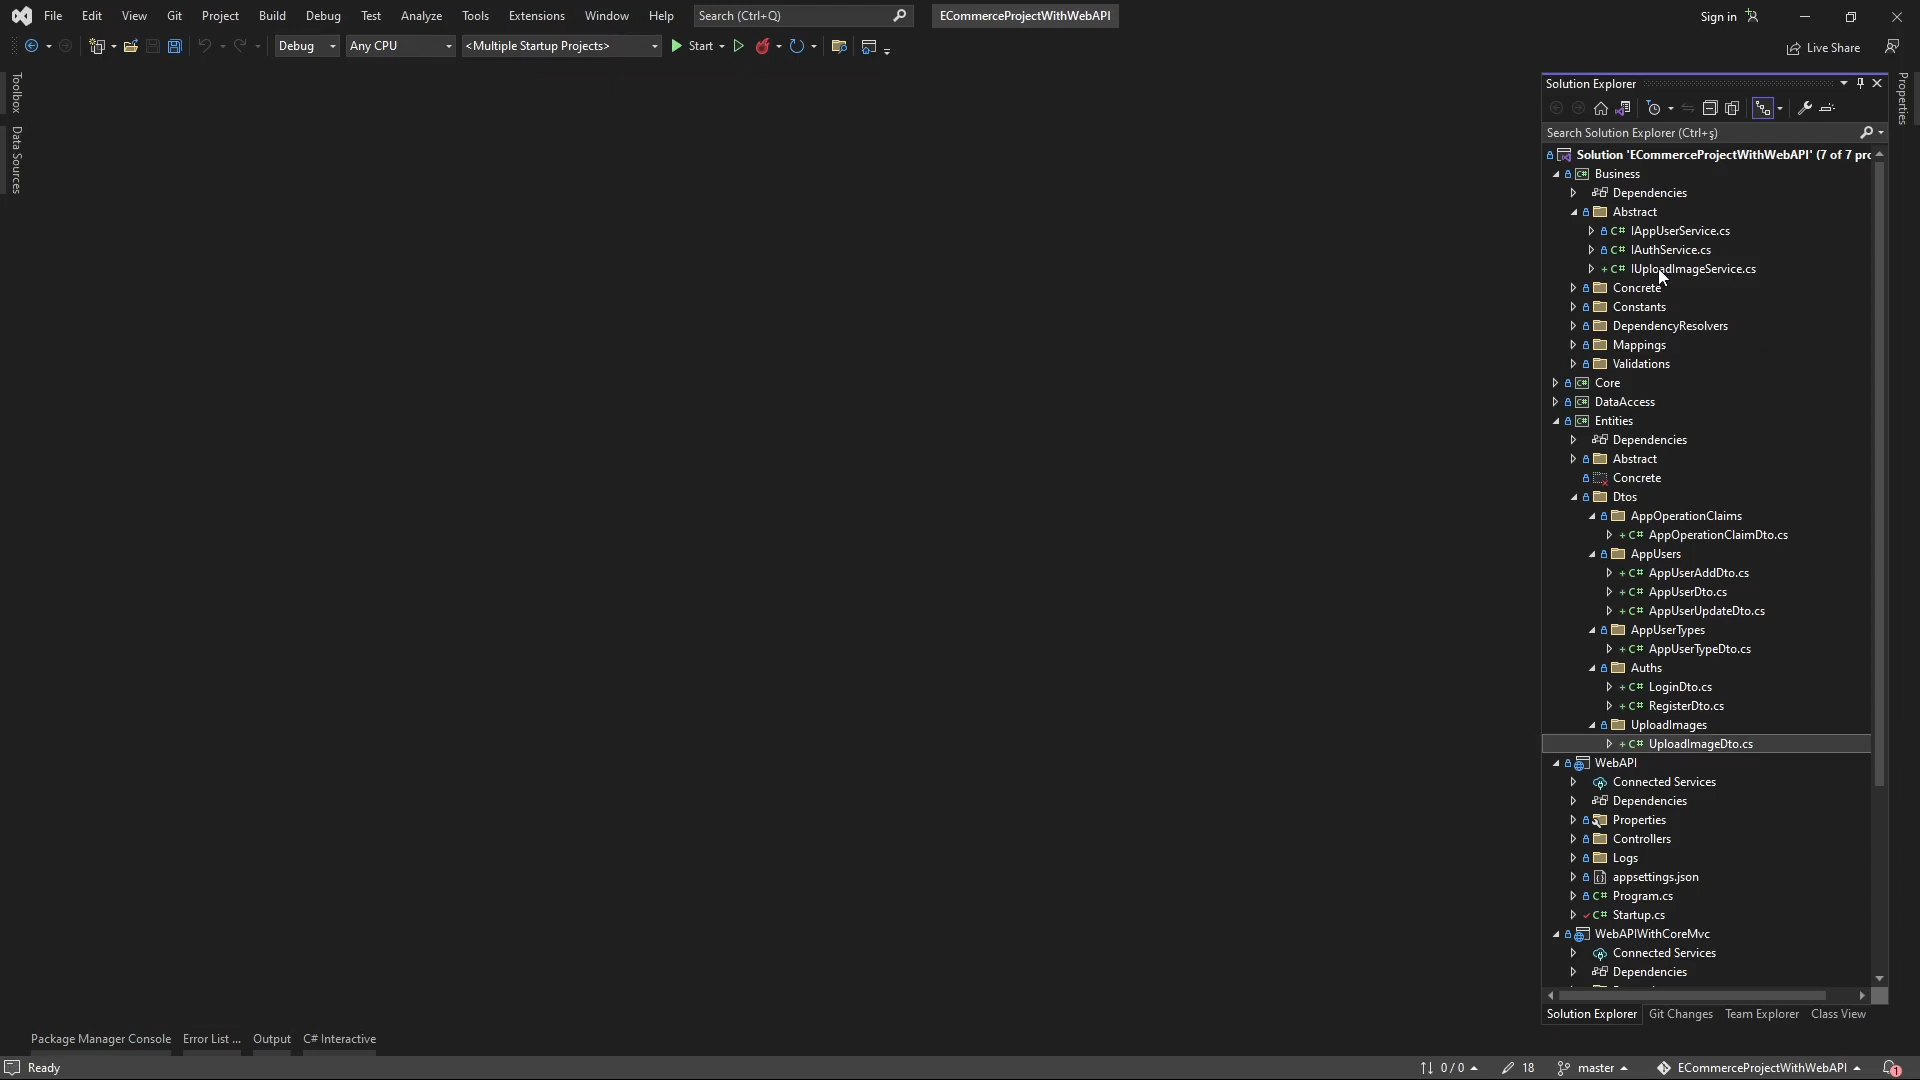 File Edit View Git Project Build Debug Test Analyze Tools Extensions Window Help Search (Ctrl+Q) ECommerceProjectWithWebAPI Sign in
Debug Any CPU <Multiple Startup Projects> Start Live Share
Toolbox
Data Sources
Properties
Solution Explorer
Search Solution Explorer (Ctrl+ş)
Solution 'ECommerceProjectWithWebAPI' (7 of 7 pro
Business
Dependencies
Abstract
C# IAppUserService.cs
C# IAuthService.cs
C# IUploadImageService.cs
Concrete
Constants
DependencyResolvers
Mappings
Validations
Core
DataAccess
Entities
Dependencies
Abstract
Concrete
Dtos
AppOperationClaims
C# AppOperationClaimDto.cs
AppUsers
C# AppUserAddDto.cs
C# AppUserDto.cs
C# AppUserUpdateDto.cs
AppUserTypes
C# AppUserTypeDto.cs
Auths
C# LoginDto.cs
C# RegisterDto.cs
UploadImages
C# UploadImageDto.cs
WebAPI
Connected Services
Dependencies
Properties
Controllers
Logs
appsettings.json
C# Program.cs
C# Startup.cs
WebAPIWithCoreMvc
Connected Services
Dependencies
Solution Explorer Git Changes Team Explorer Class View
Package Manager Console Error List ... Output C# Interactive
Ready 0 / 0 18 master ECommerceProjectWithWebAPI 1